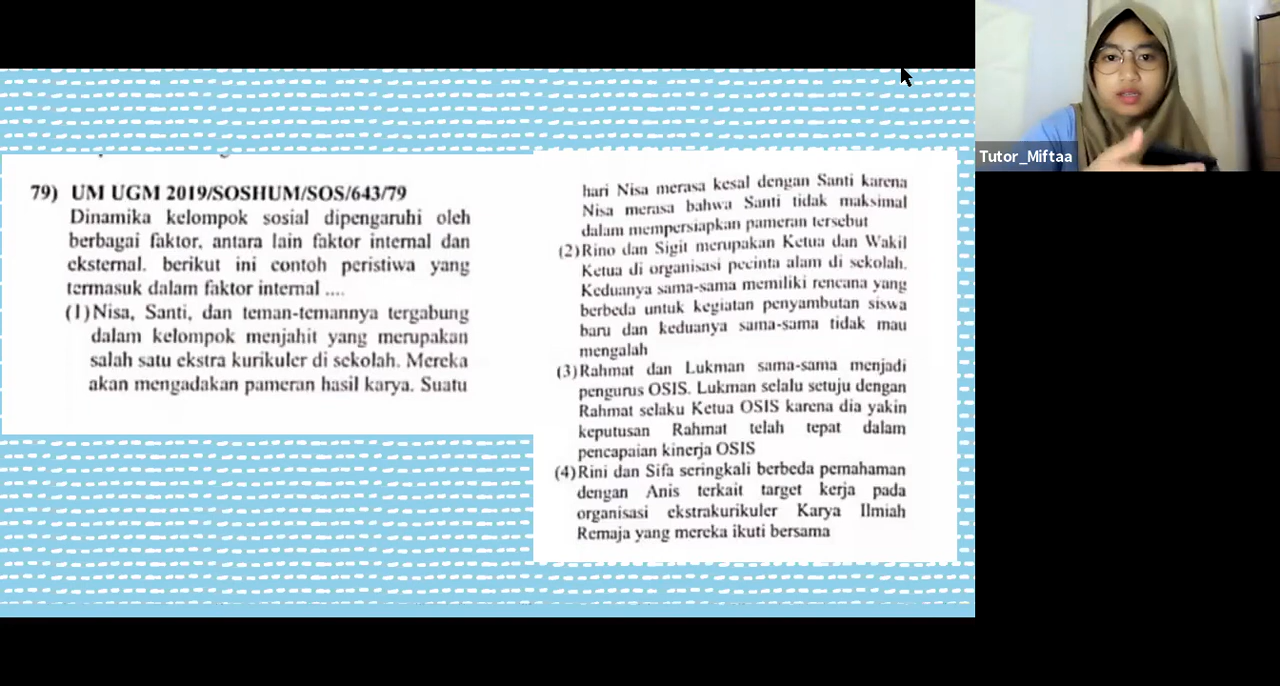 79) UM UGM 2019/SOSHUM/SOS/643/79
Dinamika kelompok sosial dipengaruhi oleh
berbagai faktor, antara lain faktor internal dan
eksternal. berikut ini contoh peristiwa yang
termasuk dalam faktor internal ....
(1) Nisa, Santi, dan teman-temannya tergabung
dalam kelompok menjahit yang merupakan
salah satu ekstra kurikuler di sekolah. Mereka
akan mengadakan pameran hasil karya. Suatu
hari Nisa merasa kesal dengan Santi karena
Nisa merasa bahwa Santi tidak maksimal
dalam mempersiapkan pameran tersebut
(2) Rino dan Sigit merupakan Ketua dan Wakil
Ketua di organisasi pecinta alam di sekolah.
Keduanya sama-sama memiliki rencana yang
berbeda untuk kegiatan penyambutan siswa
baru dan keduanya sama-sama tidak mau
mengalah
(3) Rahmat dan Lukman sama-sama menjadi
pengurus OSIS. Lukman selalu setuju dengan
Rahmat selaku Ketua OSIS karena dia yakin
keputusan Rahmat telah tepat dalam
pencapaian kinerja OSIS
(4) Rini dan Sifa seringkali berbeda pemahaman
dengan Anis terkait target kerja pada
organisasi ekstrakurikuler Karya Ilmiah
Remaja yang mereka ikuti bersama
Tutor_Miftaa